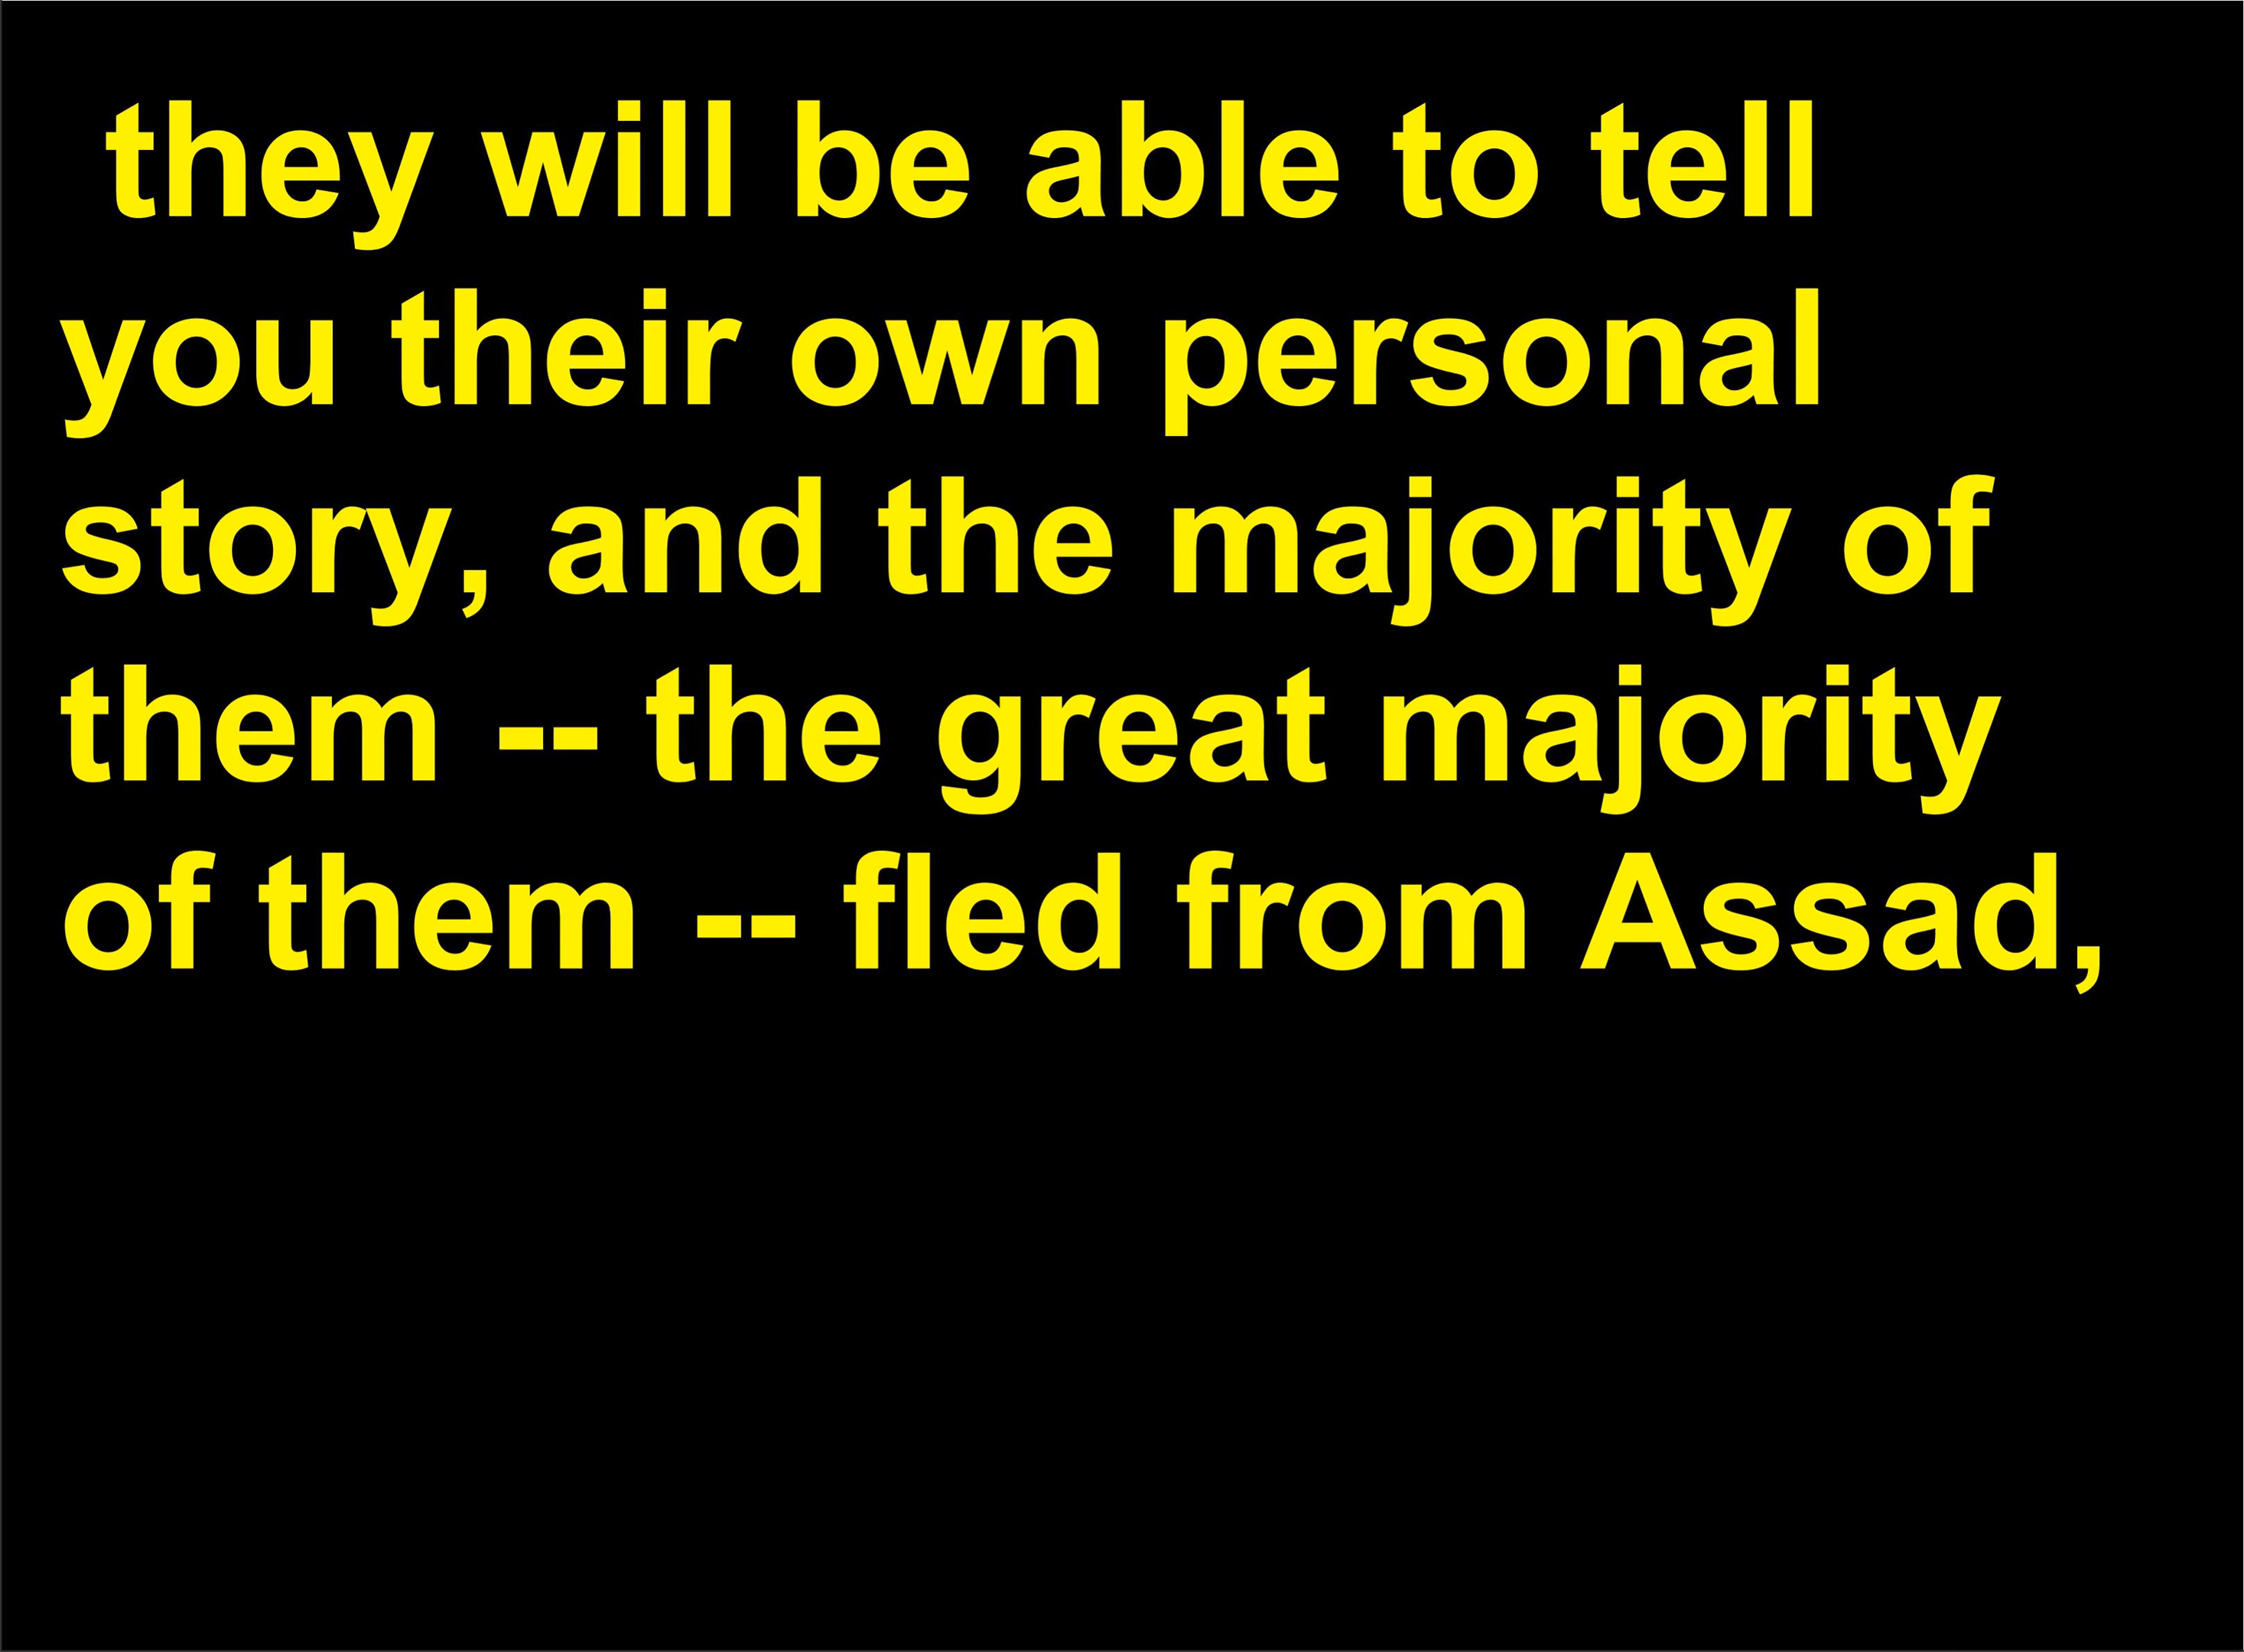 they will be able to tell
you their own personal
story, and the majority of
them -- the great majority
of them -- fled from Assad,